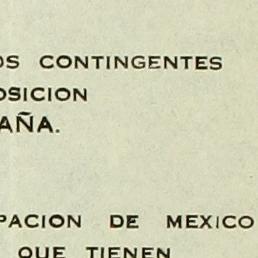 OS CONTINGENTES
OSICION
AÑA.
PACION DE MEXICO
QUE TIENEN